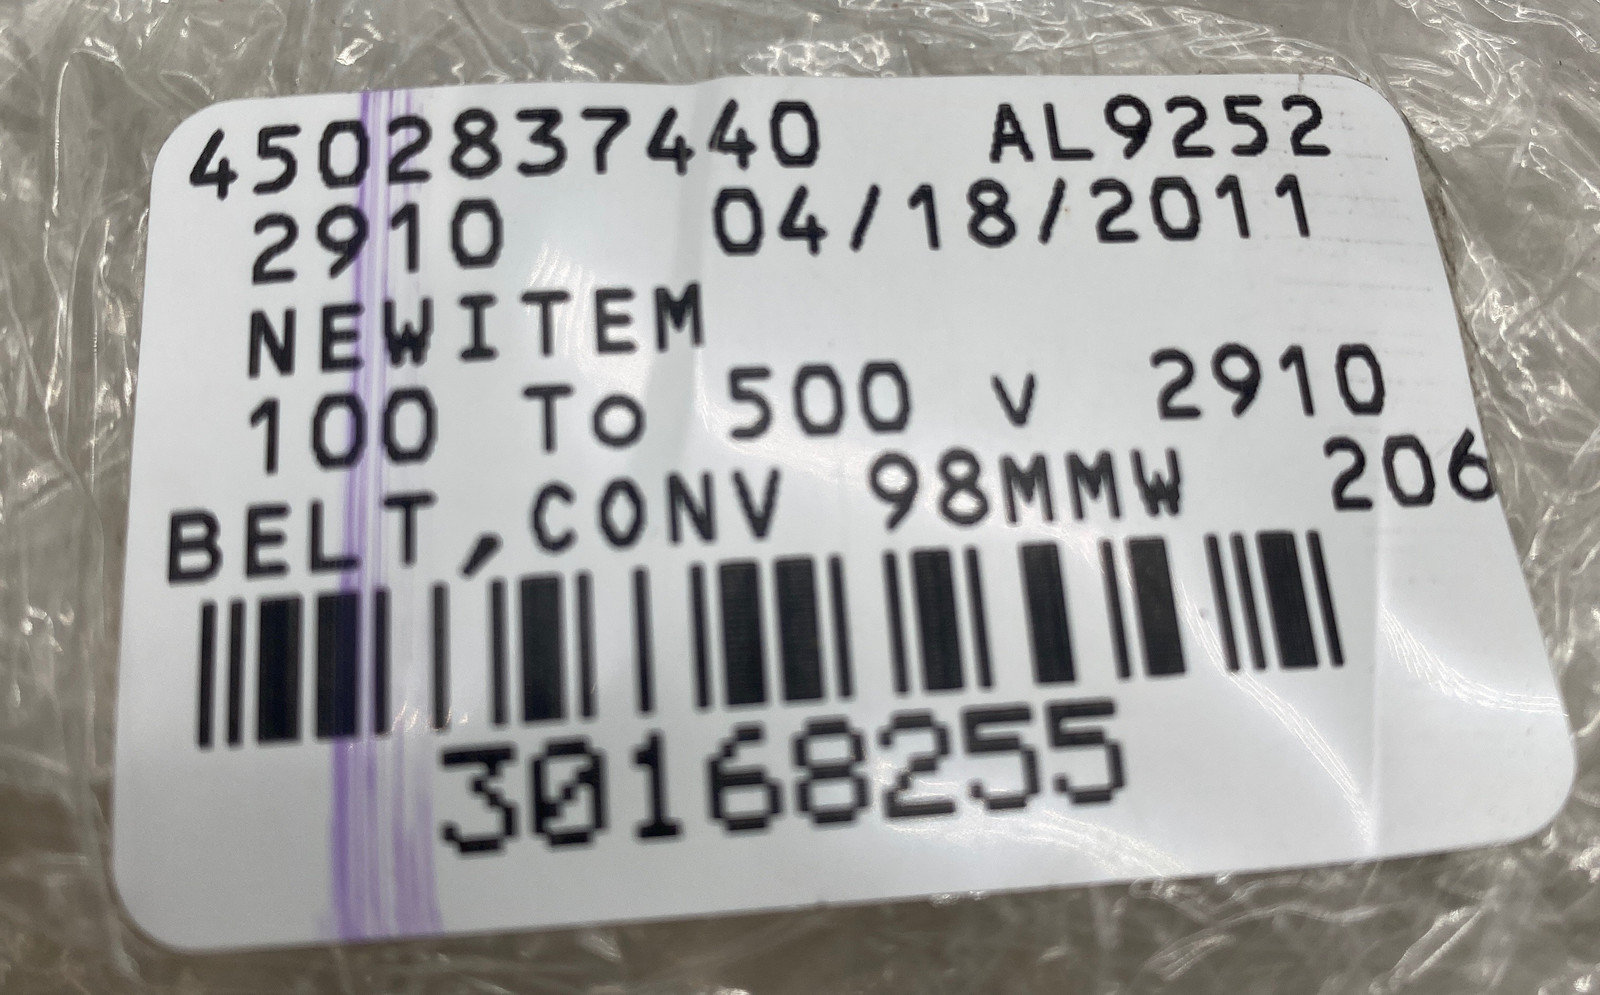 4502837440 AL9252
2910 04/18/2011
NEWITEM
100 To 500 v 2910
BELT,CONV 98MMW 206
30168255